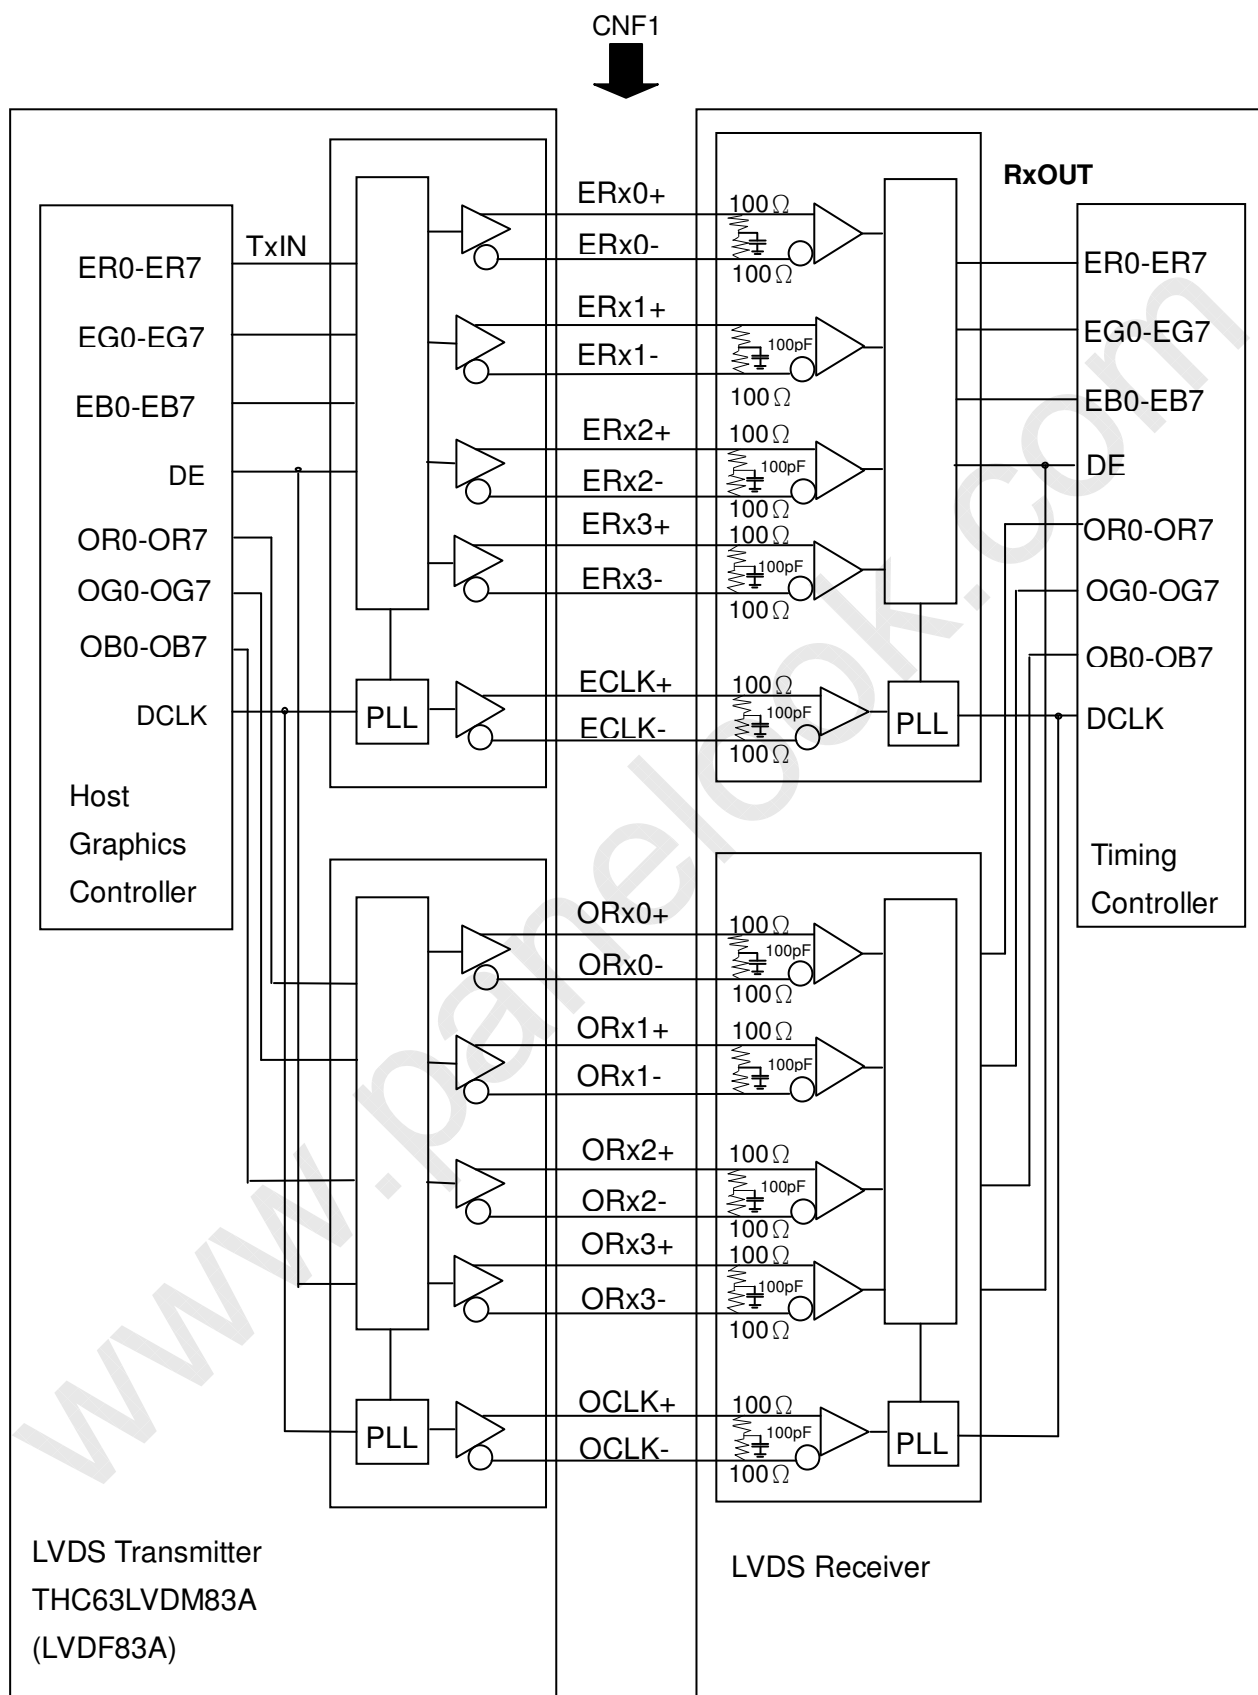 CNF1
RxOUT
TxIN
ER0-ER7
EG0-EG7
EB0-EB7
DE
OR0-OR7
OG0-OG7
OB0-OB7
DCLK
Host
Graphics
Controller
PLL
ERx0+
ERx0-
ERx1+
ERx1-
ERx2+
ERx2-
ERx3+
ERx3-
ECLK+
ECLK-
100Ω
100Ω
100pF
100Ω
100Ω
100pF
100Ω
100Ω
100pF
100Ω
100Ω
100pF
100Ω
PLL
ER0-ER7
EG0-EG7
EB0-EB7
DE
OR0-OR7
OG0-OG7
OB0-OB7
DCLK
Timing
Controller
PLL
ORx0+
ORx0-
ORx1+
ORx1-
ORx2+
ORx2-
ORx3+
ORx3-
OCLK+
OCLK-
100Ω
100pF
100Ω
100Ω
100pF
100Ω
100pF
100Ω
100Ω
100pF
100Ω
100Ω
100pF
100Ω
PLL
LVDS Transmitter
THC63LVDM83A
(LVDF83A)
LVDS Receiver
www.panelook.com